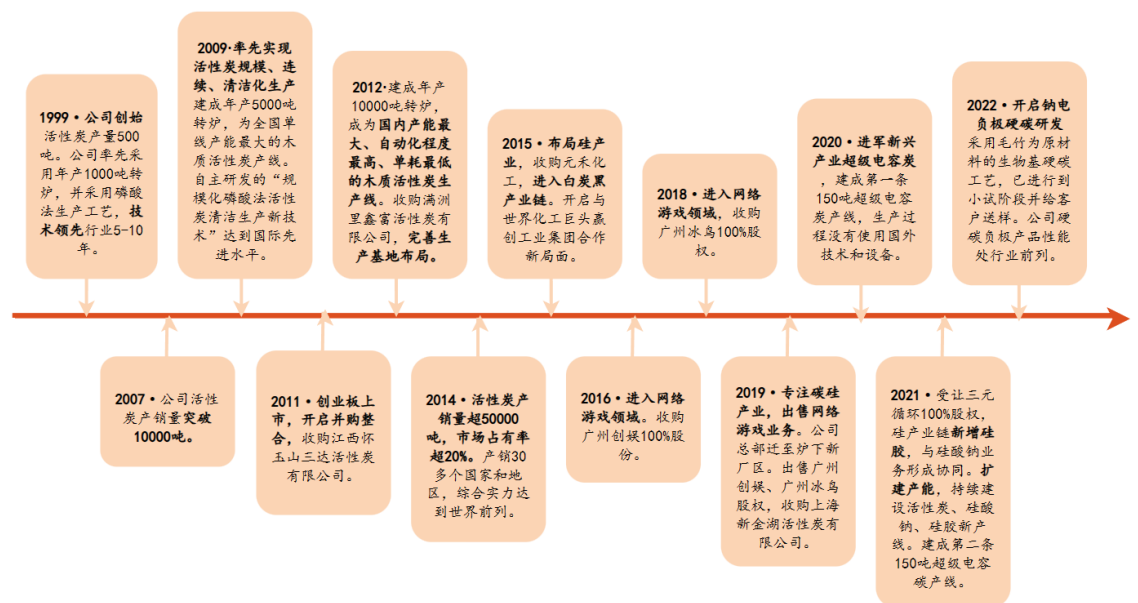 1999·公司创始
活性炭产量500
吨。公司率先采
用年产1000吨转
炉，并采用磷酸
法生产工艺，技
术领先行业5-10
年。
2009·率先实现
活性炭规模、连
续、清洁化生产
建成年产5000吨
转炉，为全国单
线产能最大的木
质活性炭产线。
自主研发的“规
模化磷酸法活性
炭清洁生产新技
术”达到国际先
进水平。
2012·建成年产
10000吨转炉，
成为国内产能最
大、自动化程度
最高、单耗最低
的木质活性炭生
产线。收购满洲
里鑫富活性炭有
限公司，完善生
产基地布局。
2015·布局硅产
业，收购元禾化
工，进入白炭黑
产业链。开启与
世界化工巨头赢
创工业集团合作
新局面。
2018·进入网络
游戏领域，收购
广州冰鸟100%股
权。
2020·进军新兴
产业超级电容炭
，建成第一条
150吨超级电容
炭产线，生产过
程没有使用国外
技术和设备。
2022·开启钠电
负极硬碳研发
采用毛竹为原材
料的生物基硬碳
工艺，已进行到
小试阶段并给客
户送样。公司硬
碳负极产品性能
处行业前列。
2007·公司活性
炭产销量突破
10000吨。
2011·创业板上
市，开启并购整
合，收购江西怀
玉山三达活性炭
有限公司。
2014·活性炭产
销量超50000
吨，市场占有率
超20%。产销30
多个国家和地
区，综合实力达
到世界前列。
2016·进入网络
游戏领域。收购
广州创娱100%股
份。
2019·专注碳硅
产业，出售网络
游戏业务。公司
总部迁至炉下新
厂区。出售广州
创娱、广州冰鸟
股权，收购上海
新金湖活性炭有
限公司。
2021·受让三元
循环100%股权，
硅产业链新增硅
胶，与硅酸钠业
务形成协同。扩
建产能，持续建
设活性炭、硅酸
钠、硅胶新产
线。建成第二条
150吨超级电容
碳产线。